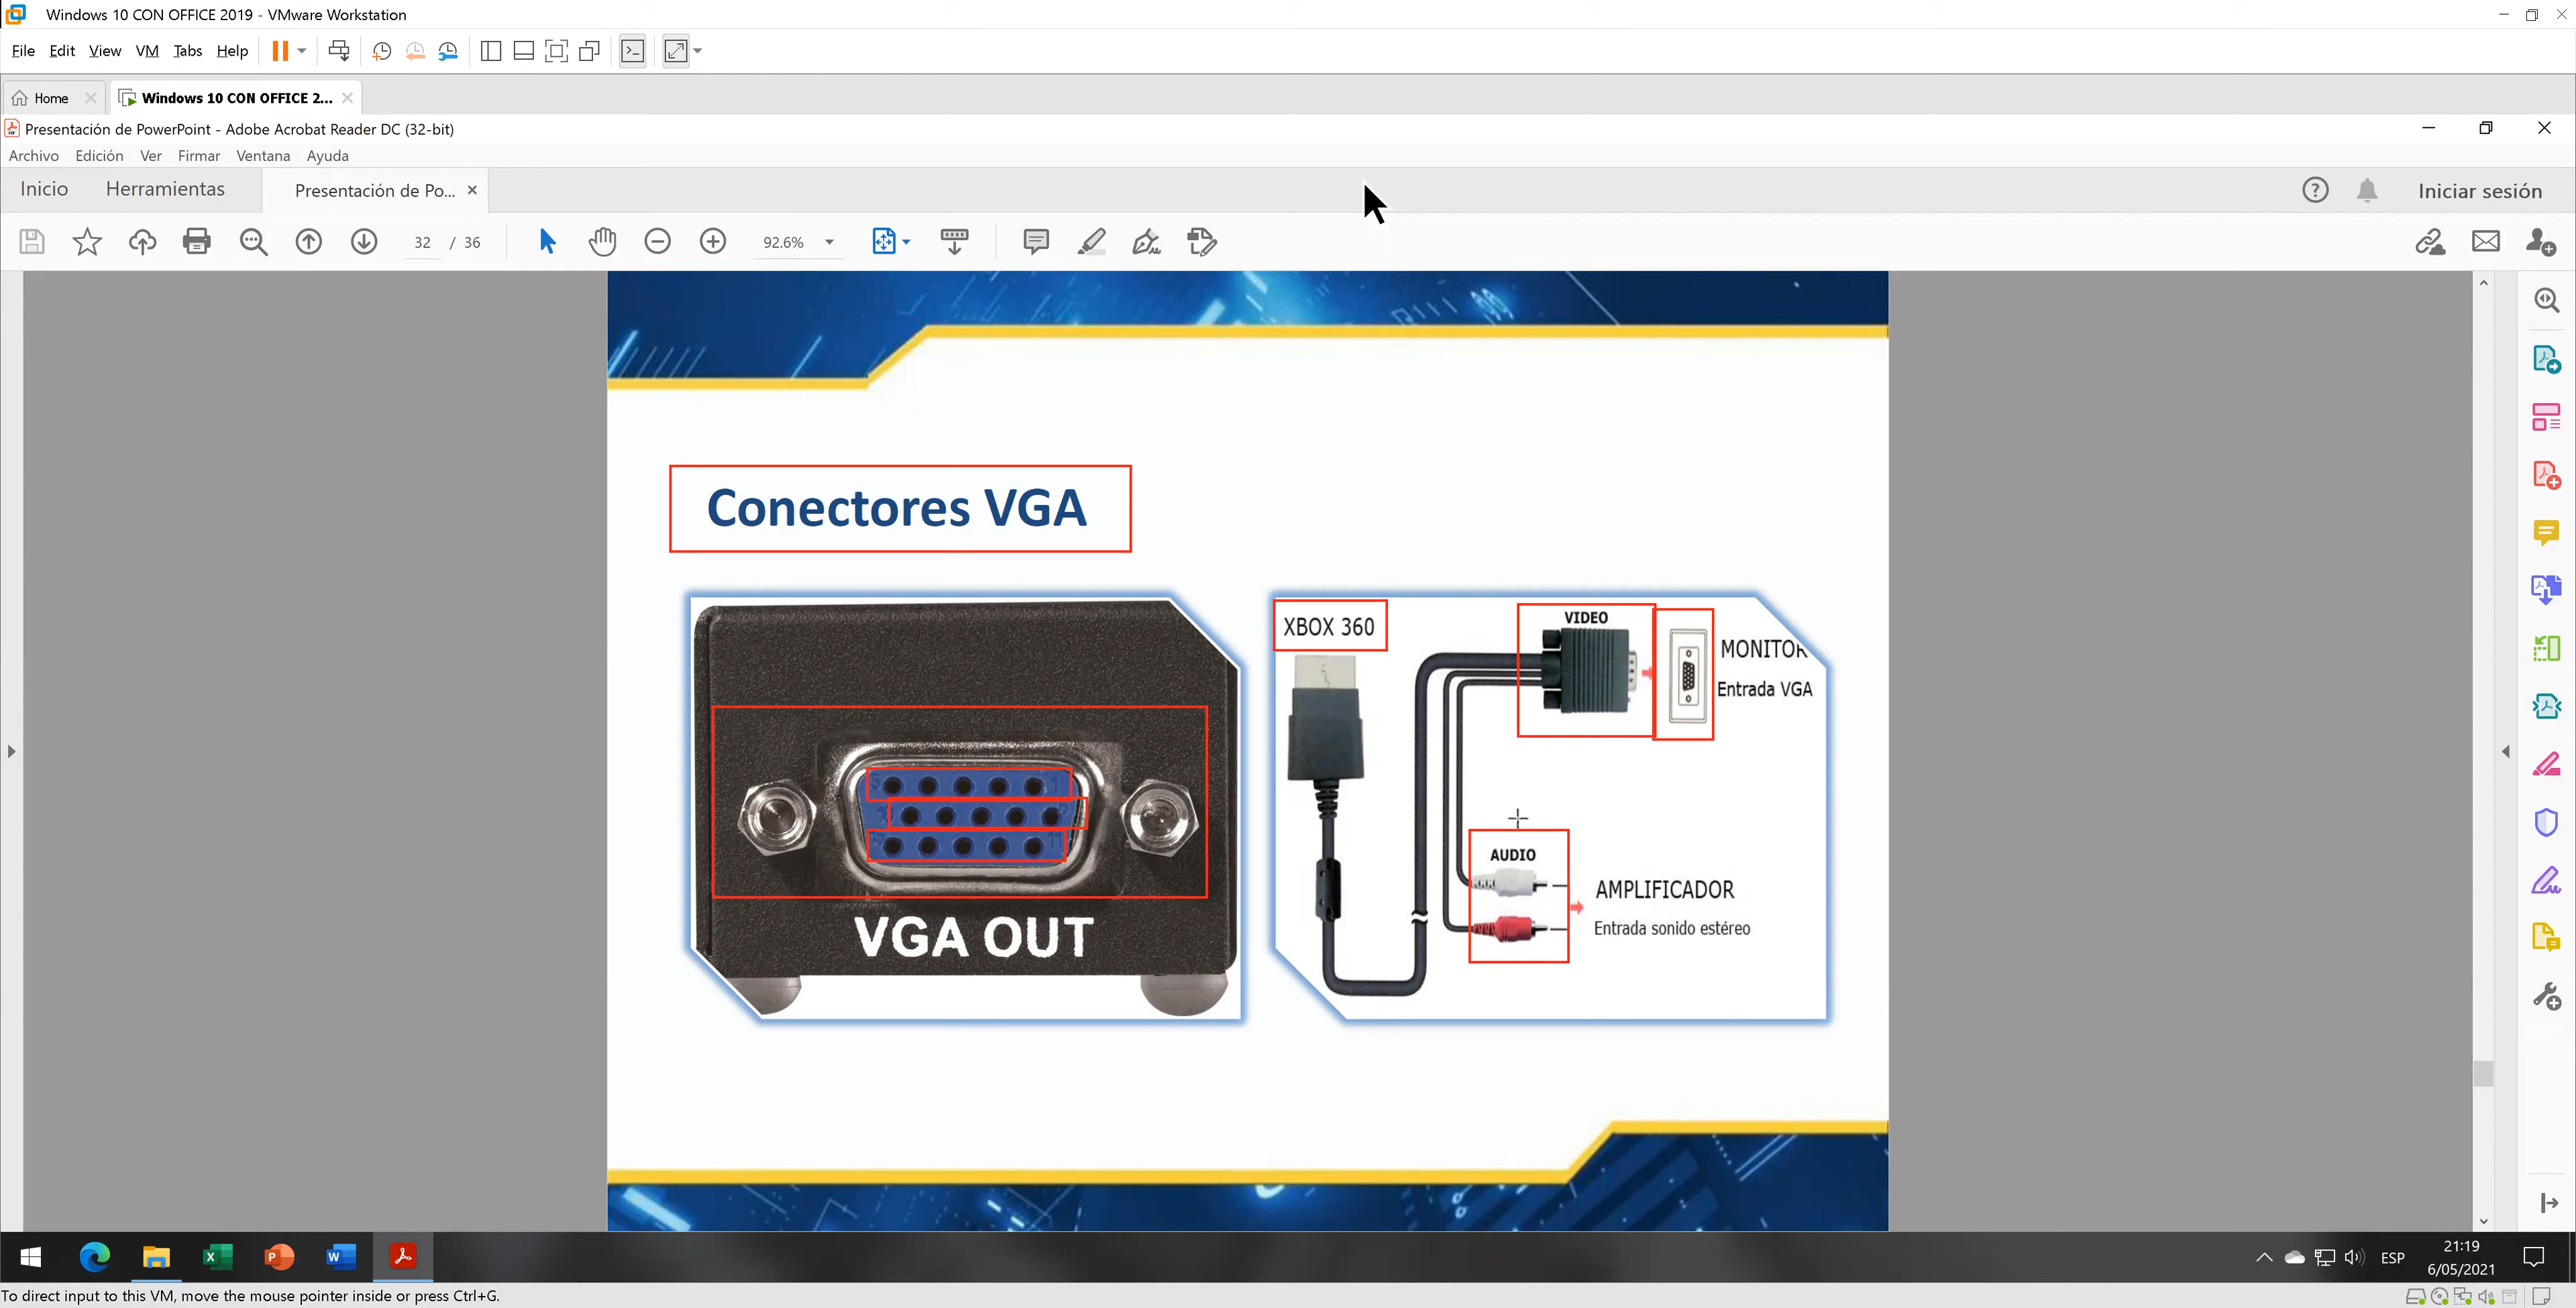 Windows 10 CON OFFICE 2019 - VMware Workstation
File Edit View VM Tabs Help
Home
Windows 10 CON OFFICE 2...
Presentación de PowerPoint - Adobe Acrobat Reader DC (32-bit)
Archivo Edición Ver Firmar Ventana Ayuda
Inicio Herramientas Presentación de Po... Iniciar sesión
32 / 36 92.6%
Conectores VGA
VGA OUT
XBOX 360
VIDEO
MONITOR
Entrada VGA
AUDIO
AMPLIFICADOR
Entrada sonido estéreo
ESP
21:19
6/05/2021
To direct input to this VM, move the mouse pointer inside or press Ctrl+G.